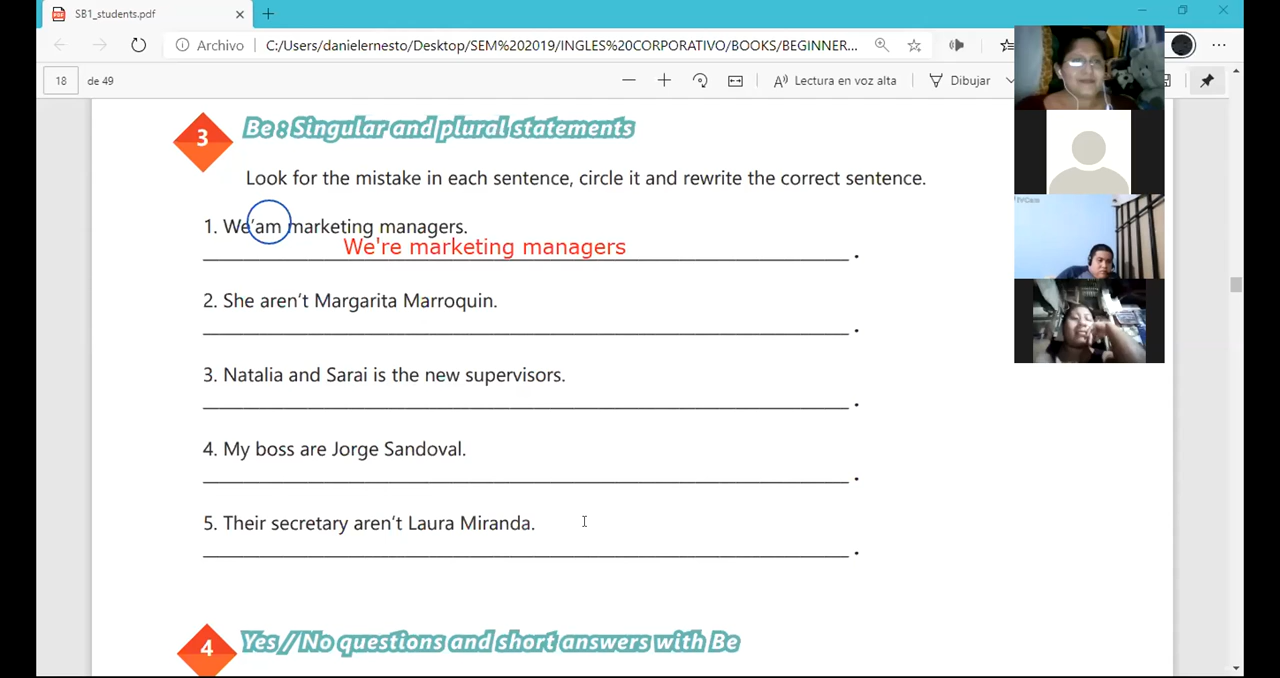 SB1_students.pdf
Archivo C:/Users/danielernesto/Desktop/SEM%202019/INGLES%20CORPORATIVO/BOOKS/BEGINNER...
18 de 49 Lectura en voz alta Dibujar
3 Be : Singular and plural statements
Look for the mistake in each sentence, circle it and rewrite the correct sentence.
1. We'am marketing managers.
We're marketing managers
2. She aren't Margarita Marroquin.
3. Natalia and Sarai is the new supervisors.
4. My boss are Jorge Sandoval.
5. Their secretary aren't Laura Miranda.
4 Yes / No questions and short answers with Be